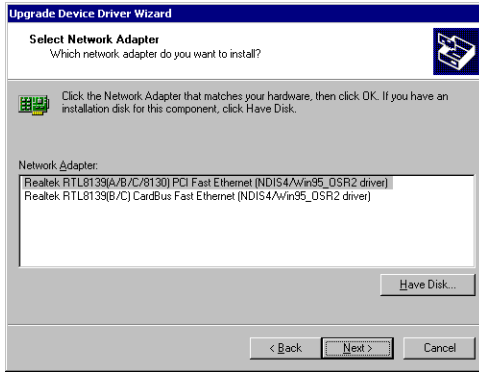 Upgrade Device Driver Wizard
Select Network Adapter
Which network adapter do you want to install?
Click the Network Adapter that matches your hardware, then click OK. If you have an
installation disk for this component, click Have Disk.
Network Adapter:
Realtek RTL8139(A/B/C/8130) PCI Fast Ethernet (NDIS4/Win95_OSR2 driver)
Realtek RTL8139(B/C) CardBus Fast Ethernet (NDIS4/Win95_OSR2 driver)
Have Disk...
< Back Next > Cancel